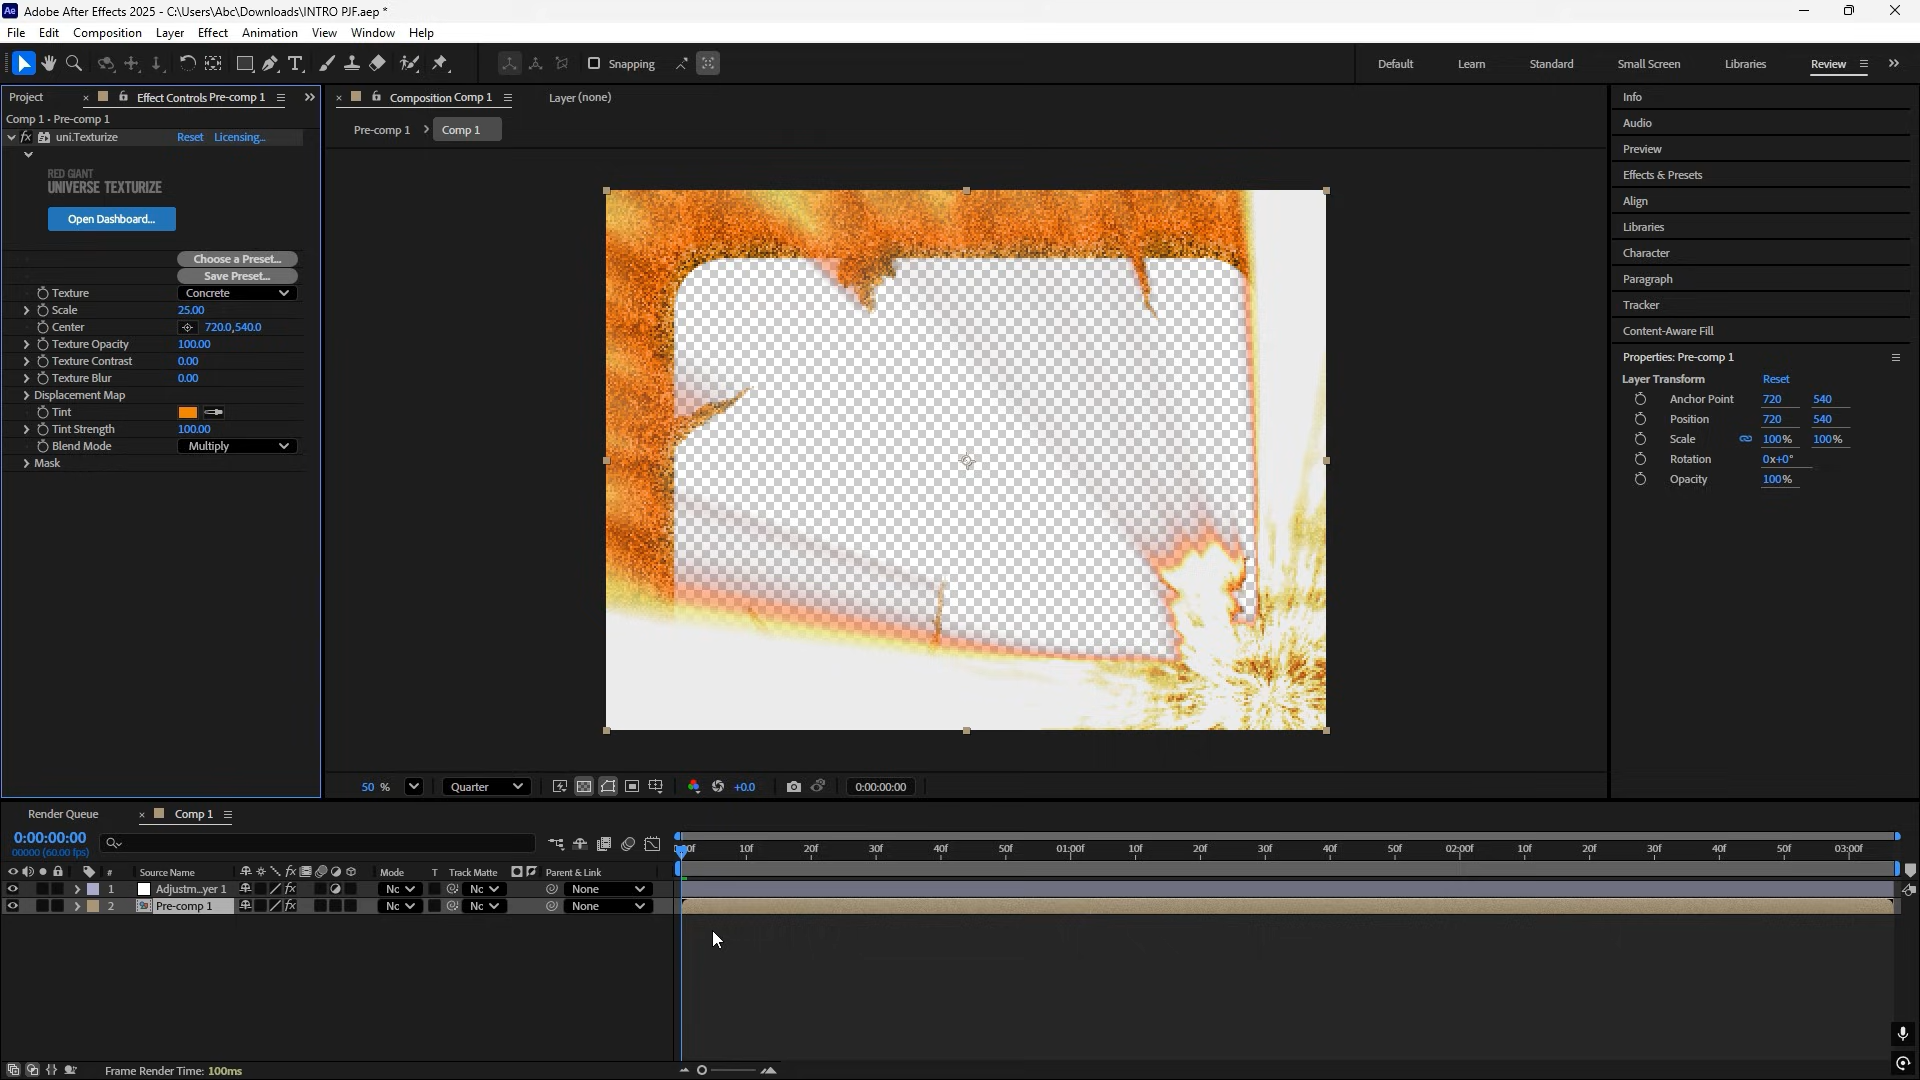 Adobe After Effects 2025 - C:\Users\Abc\Downloads\INTRO PJF.aep *
File Edit Composition Layer Effect Animation View Window Help
Snapping Default Learn Standard Small Screen Libraries Review
Project Effect Controls Pre-comp 1
Composition Comp 1 Layer (none)
Comp 1 • Pre-comp 1
Pre-comp 1 Comp 1
fx uni.Texturize Reset Licensing...
RED GIANT
UNIVERSE TEXTURIZE
Open Dashboard...
Choose a Preset...
Save Preset...
Texture Concrete
Scale 25.00
Center 720.0,540.0
Texture Opacity 100.00
Texture Contrast 0.00
Texture Blur 0.00
Displacement Map
Tint
Tint Strength 100.00
Blend Mode Multiply
Mask
Info
Audio
Preview
Effects & Presets
Align
Libraries
Character
Paragraph
Tracker
Content-Aware Fill
Properties: Pre-comp 1
Layer Transform Reset
Anchor Point 720 540
Position 720 540
Scale 100% 100%
Rotation 0x+0°
Opacity 100%
50 % Quarter +0.0 0:00:00:00
Render Queue Comp 1
0:00:00:00
00000 (60.00 fps)
10f 20f 30f 40f 50f 01:00f 10f 20f 30f 40f 50f 02:00f 10f 20f 30f 40f 50f 03:00f
# Source Name fx Mode T Track Matte Parent & Link
1 Adjustm...yer 1 fx Nc Nc None
2 Pre-comp 1 fx Nc Nc None
Frame Render Time: 100ms